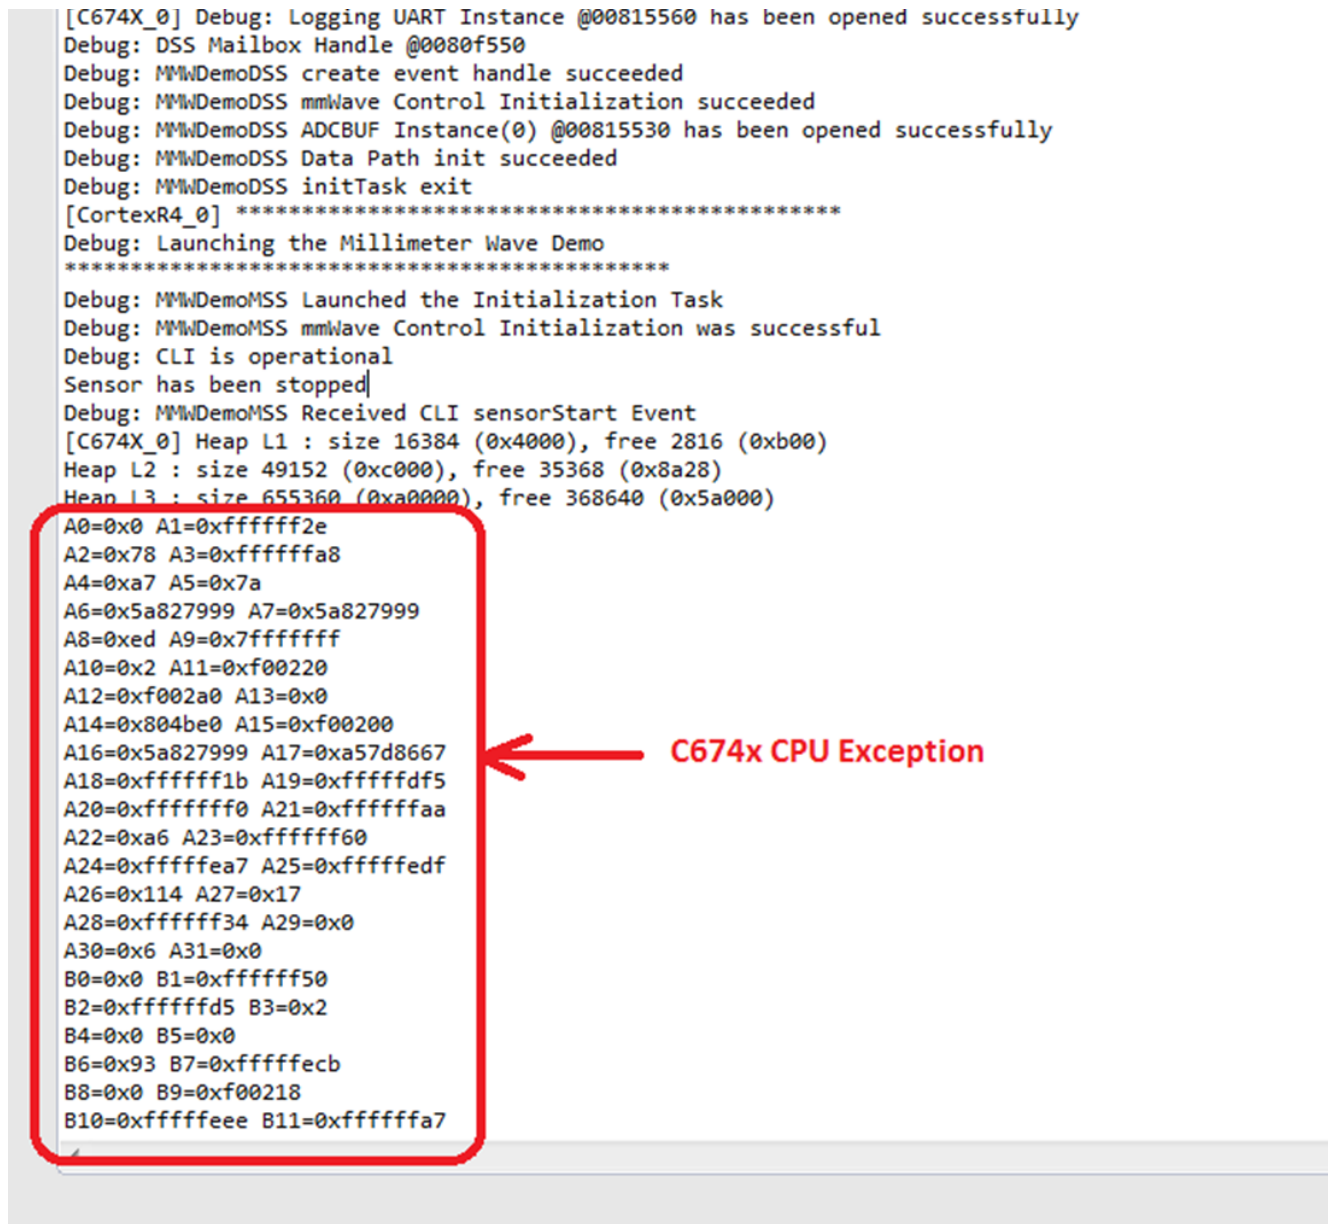 [C674X_0] Debug: Logging UART Instance @00815560 has been opened successfully
Debug: DSS Mailbox Handle @0080f550
Debug: MMWDemoDSS create event handle succeeded
Debug: MMWDemoDSS mmWave Control Initialization succeeded
Debug: MMWDemoDSS ADCBUF Instance(0) @00815530 has been opened successfully
Debug: MMWDemoDSS Data Path init succeeded
Debug: MMWDemoDSS initTask exit
[CortexR4_0] **********************************************
Debug: Launching the Millimeter Wave Demo
**********************************************
Debug: MMWDemoMSS Launched the Initialization Task
Debug: MMWDemoMSS mmWave Control Initialization was successful
Debug: CLI is operational
Sensor has been stopped
Debug: MMWDemoMSS Received CLI sensorStart Event
[C674X_0] Heap L1 : size 16384 (0x4000), free 2816 (0xb00)
Heap L2 : size 49152 (0xc000), free 35368 (0x8a28)
Heap L3 : size 655360 (0xa0000), free 368640 (0x5a000)
A0=0x0 A1=0xffffff2e
A2=0x78 A3=0xffffffa8
A4=0xa7 A5=0x7a
A6=0x5a827999 A7=0x5a827999
A8=0xed A9=0x7fffffff
A10=0x2 A11=0xf00220
A12=0xf002a0 A13=0x0
A14=0x804be0 A15=0xf00200
A16=0x5a827999 A17=0xa57d8667
A18=0xffffff1b A19=0xfffffdf5
A20=0xfffffff0 A21=0xffffffaa
A22=0xa6 A23=0xffffff60
A24=0xfffffea7 A25=0xfffffedf
A26=0x114 A27=0x17
A28=0xffffff34 A29=0x0
A30=0x6 A31=0x0
B0=0x0 B1=0xffffff50
B2=0xffffffd5 B3=0x2
B4=0x0 B5=0x0
B6=0x93 B7=0xfffffecb
B8=0x0 B9=0xf00218
B10=0xfffffeee B11=0xffffffa7
C674x CPU Exception